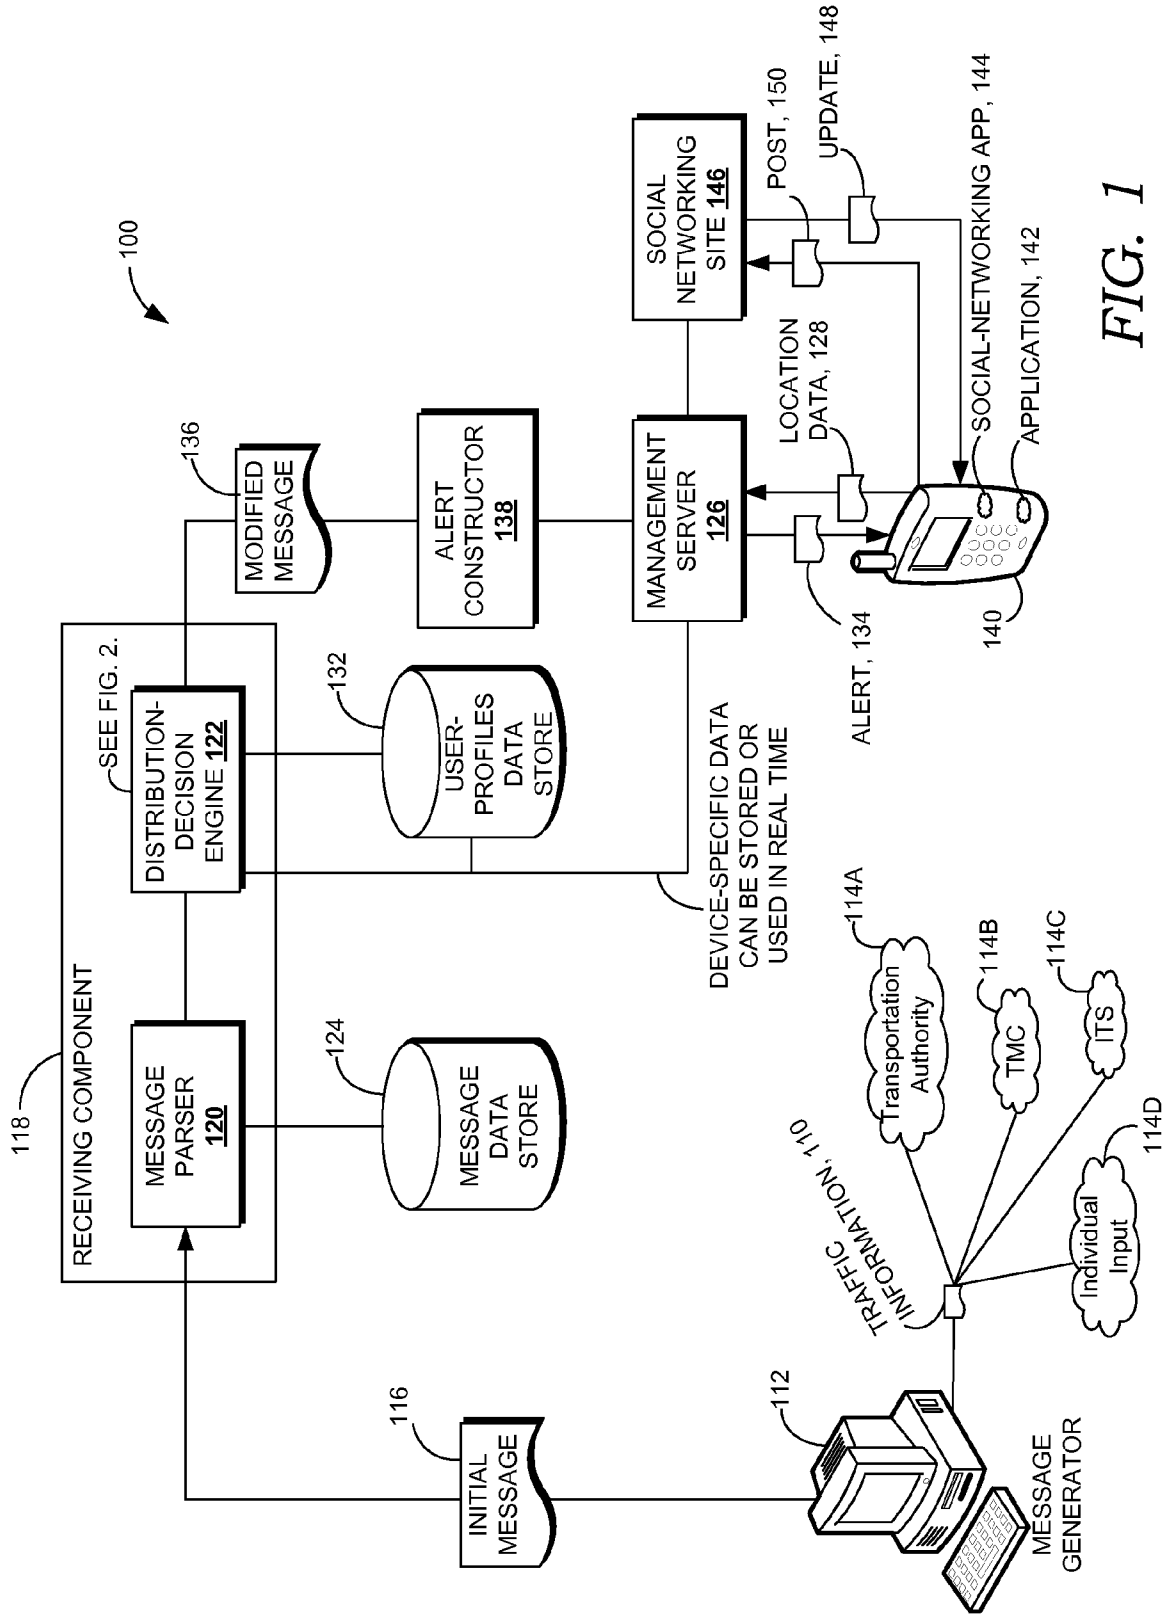 100
118
RECEIVING COMPONENT
MESSAGE
PARSER
120
SEE FIG. 2.
DISTRIBUTION-
DECISION
ENGINE 122
136
MODIFIED
MESSAGE
116
INITIAL
MESSAGE
124
MESSAGE
DATA
STORE
132
USER-
PROFILES
DATA
STORE
ALERT
CONSTRUCTOR
138
MANAGEMENT
SERVER
126
SOCIAL
NETWORKING
SITE 146
DEVICE-SPECIFIC DATA
CAN BE STORED OR
USED IN REAL TIME
ALERT, 134
LOCATION
DATA, 128
POST, 150
UPDATE, 148
SOCIAL-NETWORKING APP, 144
APPLICATION, 142
140
112
MESSAGE
GENERATOR
TRAFFIC
INFORMATION, 110
114A
Transportation
Authority
114B
TMC
114C
ITS
114D
Individual
Input
FIG. 1